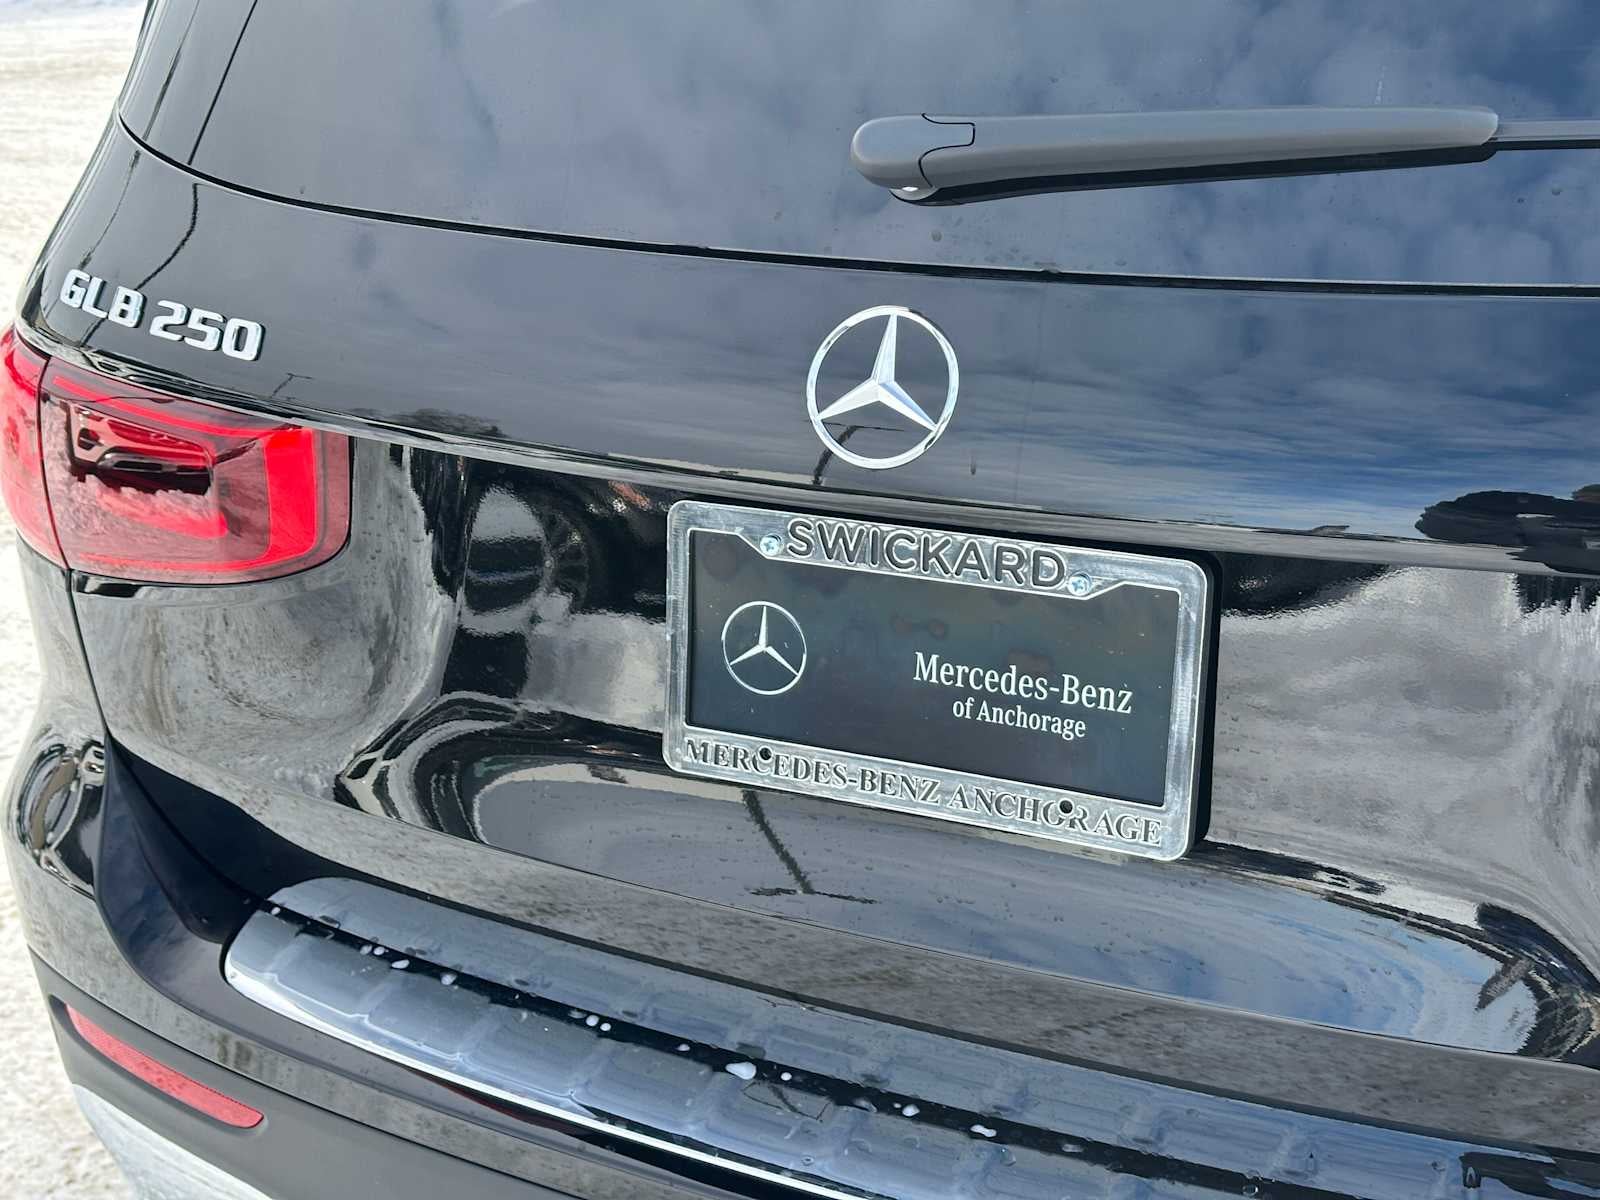 GLB 250
SWICKARD
Mercedes-Benz
of Anchorage
MERCEDES-BENZ ANCHORAGE